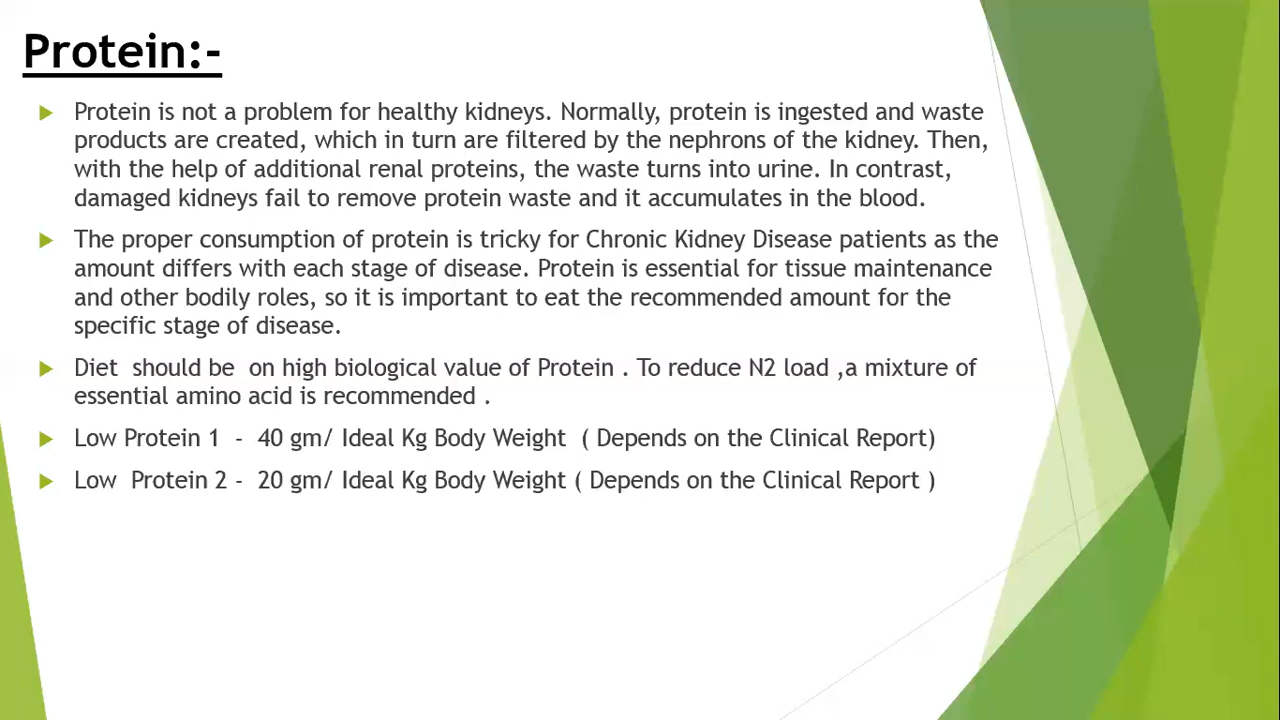 Protein:-
Protein is not a problem for healthy kidneys. Normally, protein is ingested and waste
products are created, which in turn are filtered by the nephrons of the kidney. Then,
with the help of additional renal proteins, the waste turns into urine. In contrast,
damaged kidneys fail to remove protein waste and it accumulates in the blood.
The proper consumption of protein is tricky for Chronic Kidney Disease patients as the
amount differs with each stage of disease. Protein is essential for tissue maintenance
and other bodily roles, so it is important to eat the recommended amount for the
specific stage of disease.
Diet  should be  on high biological value of Protein . To reduce N2 load ,a mixture of
essential amino acid is recommended .
Low Protein 1  -  40 gm/ Ideal Kg Body Weight  ( Depends on the Clinical Report)
Low  Protein 2 -  20 gm/ Ideal Kg Body Weight ( Depends on the Clinical Report )